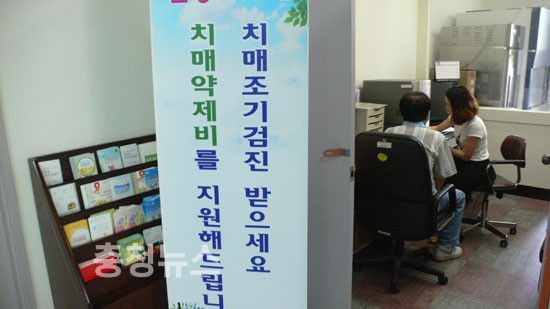 치매조기검진 받으세요
치매약제비를 지원해드립니
충청뉴스